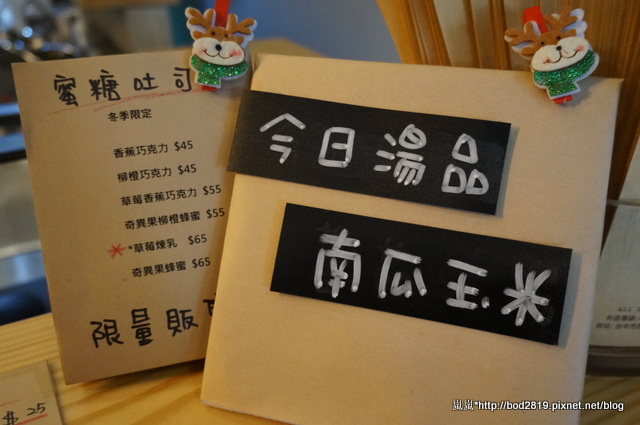 蜜糖吐司
冬季限定
香蕉巧克力 $45
柳橙巧克力 $45
草莓香蕉巧克力 $55
奇異果柳橙蜂蜜 $55
*草莓煉乳 $65
奇異果蜂蜜 $65
限量販
今日湯品
南瓜玉米
$ 25
嵐嵐*http://bod2819.pixnet.net/blog